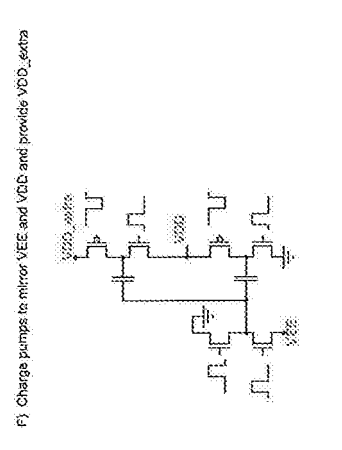 F) Charge pumps to mirror VEE and VDD and provide VDD_extra
VDD_extra
VDD
VEE